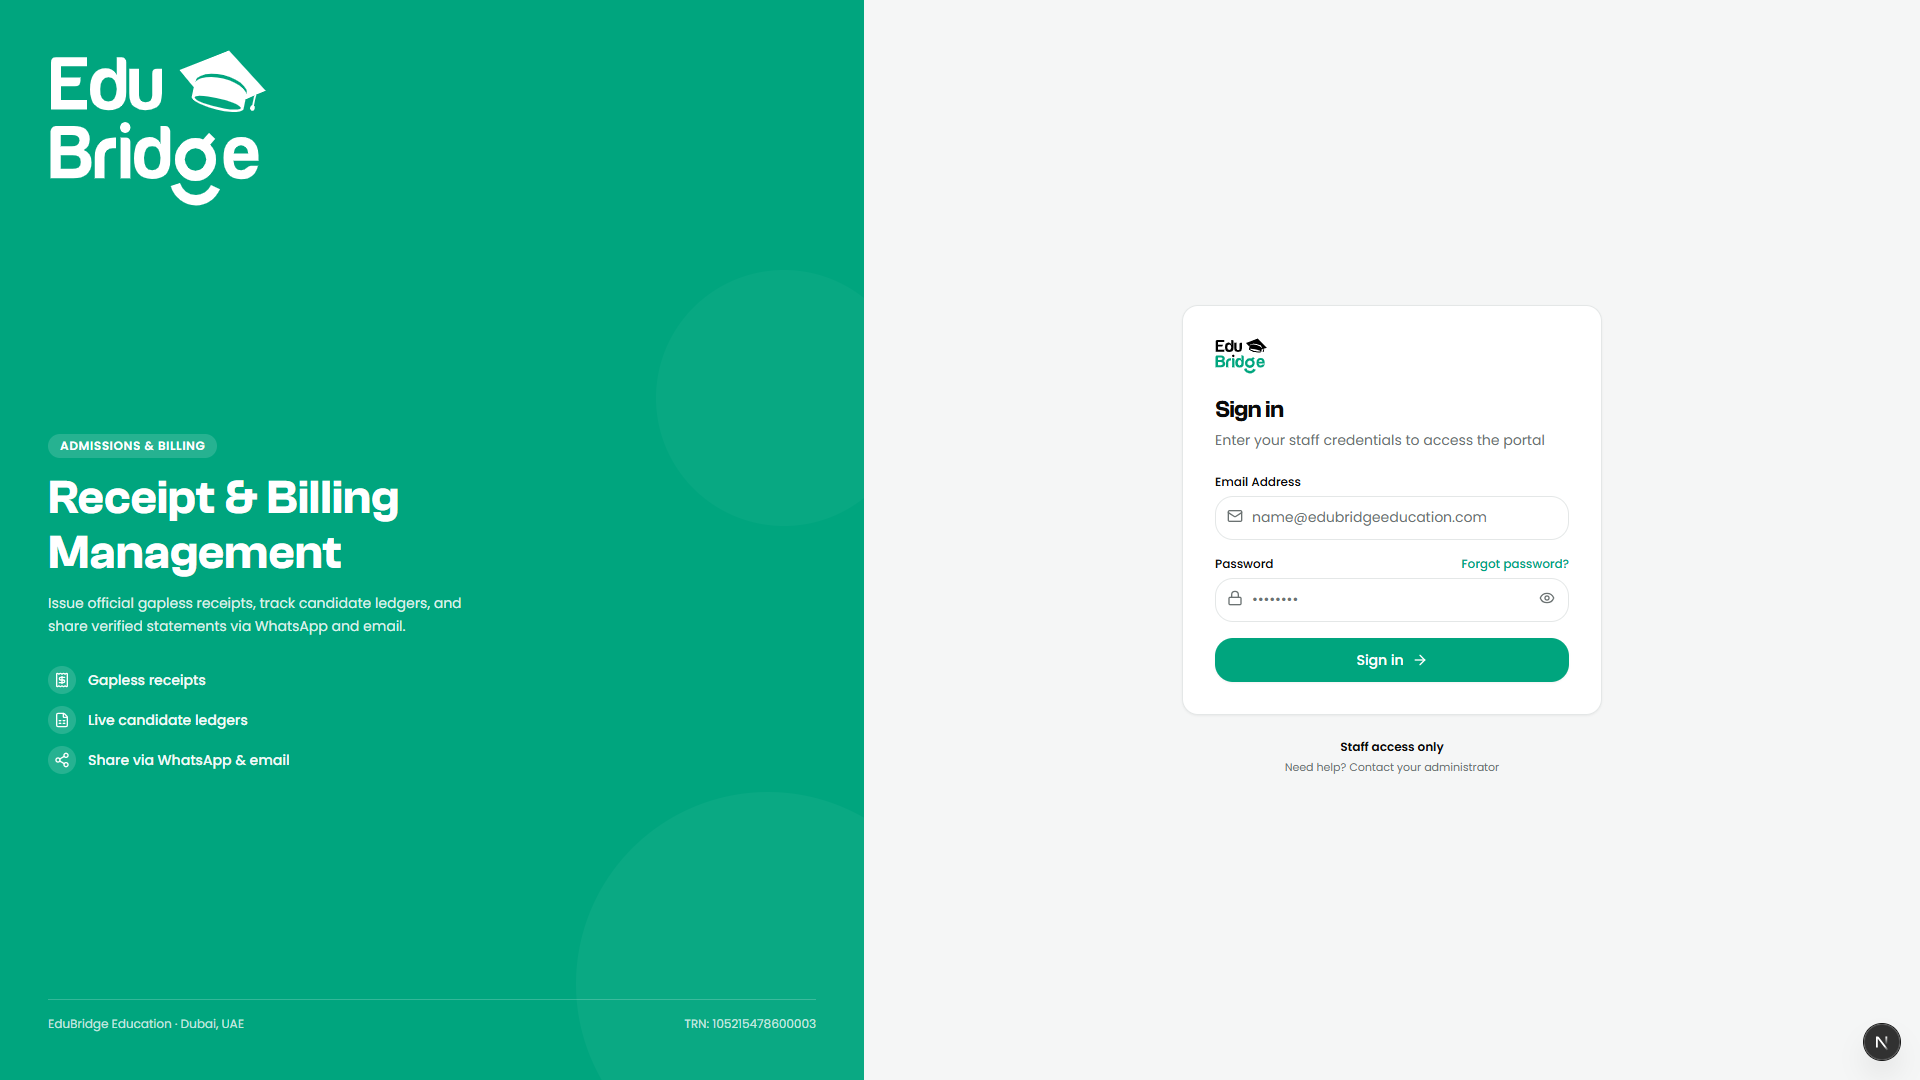 Edu
Bridge
ADMISSIONS & BILLING
Receipt & Billing
Management
Issue official gapless receipts, track candidate ledgers, and
share verified statements via WhatsApp and email.
Gapless receipts
Live candidate ledgers
Share via WhatsApp & email
EduBridge Education · Dubai, UAE
TRN: 105215478600003
Edu
Bridge
Sign in
Enter your staff credentials to access the portal
Email Address
name@edubridgeeducation.com
Password
Forgot password?
••••••••
Sign in →
Staff access only
Need help? Contact your administrator
N